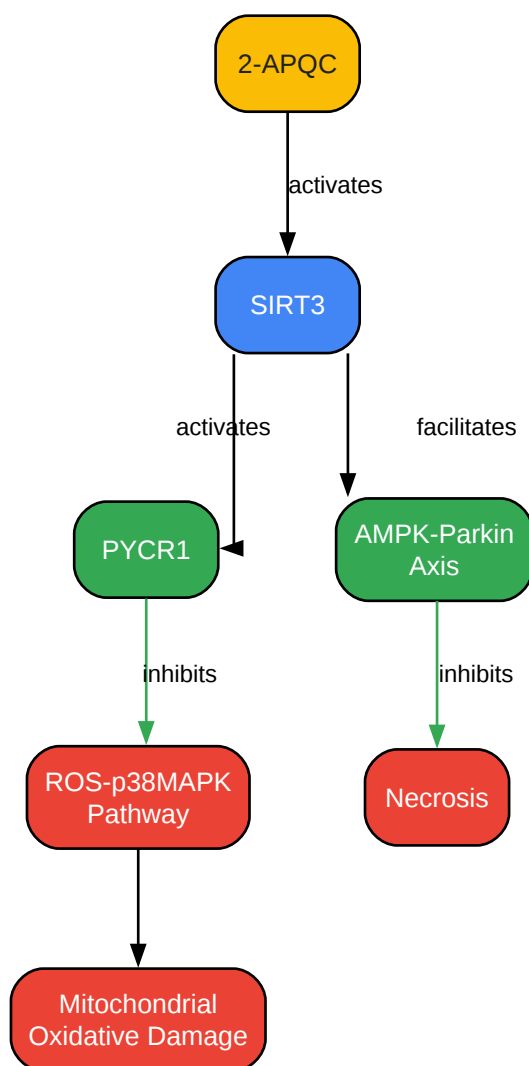 2-APQC
activates
SIRT3
activates
facilitates
PYCR1
AMPK-Parkin
Axis
inhibits
inhibits
ROS-p38MAPK
Pathway
Necrosis
Mitochondrial
Oxidative Damage